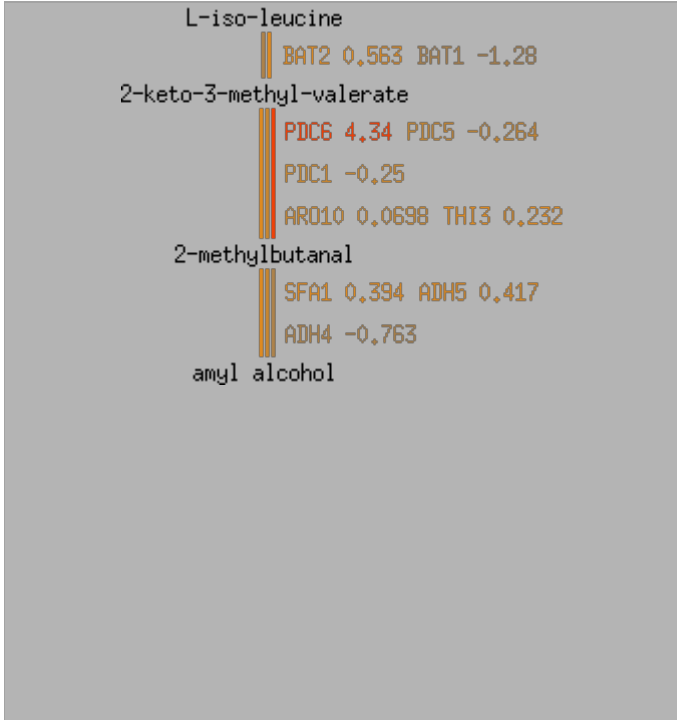 L-iso-leucine
BAT2 0.563 BAT1 -1.28
2-keto-3-methyl-valerate
PDC6 4.34 PDC5 -0.264
PDC1 -0.25
ARO10 0.0698 THI3 0.232
2-methylbutanal
SFA1 0.394 ADH5 0.417
ADH4 -0.763
amyl alcohol